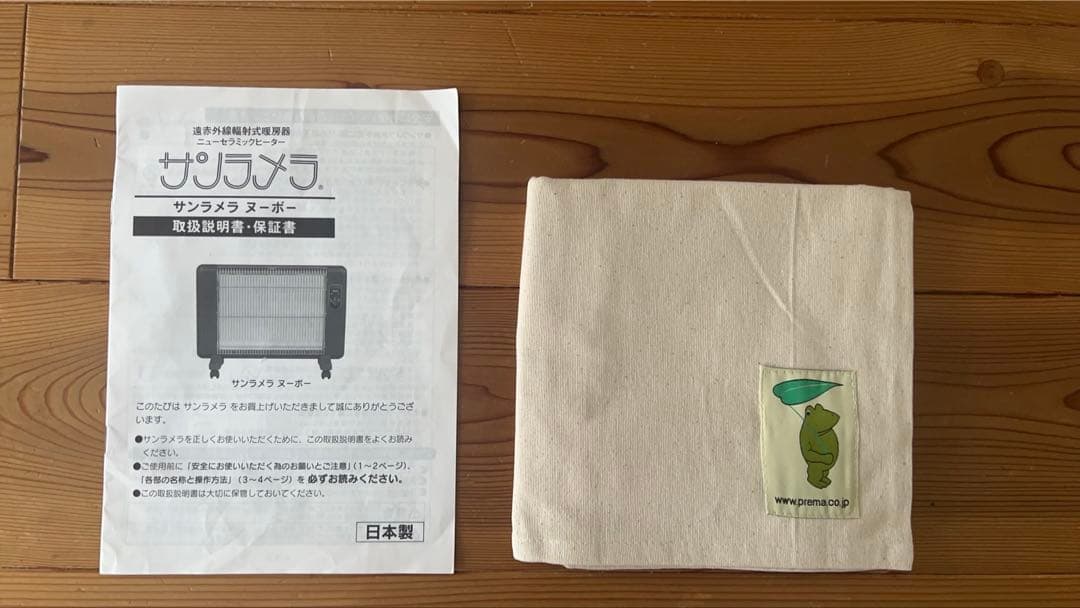 遠赤外線輻射式暖房器
ニューセラミックヒーター
サンラメラ®
サンラメラ ヌーボー
取扱説明書・保証書
サンラメラ ヌーボー
このたびは サンラメラ をお買上げいただきまして誠にありがとうござ
います。
●サンラメラを正しくお使いいただくために、この取扱説明書をよくお読み
ください。
●ご使用前に「安全にお使いいただく為のお願いとご注意」(1〜2ページ)、
「各部の名称と操作方法」(3〜4ページ)を 必ずお読みください。
●この取扱説明書は大切に保管しておいてください。
日本製
www.prema.co.jp